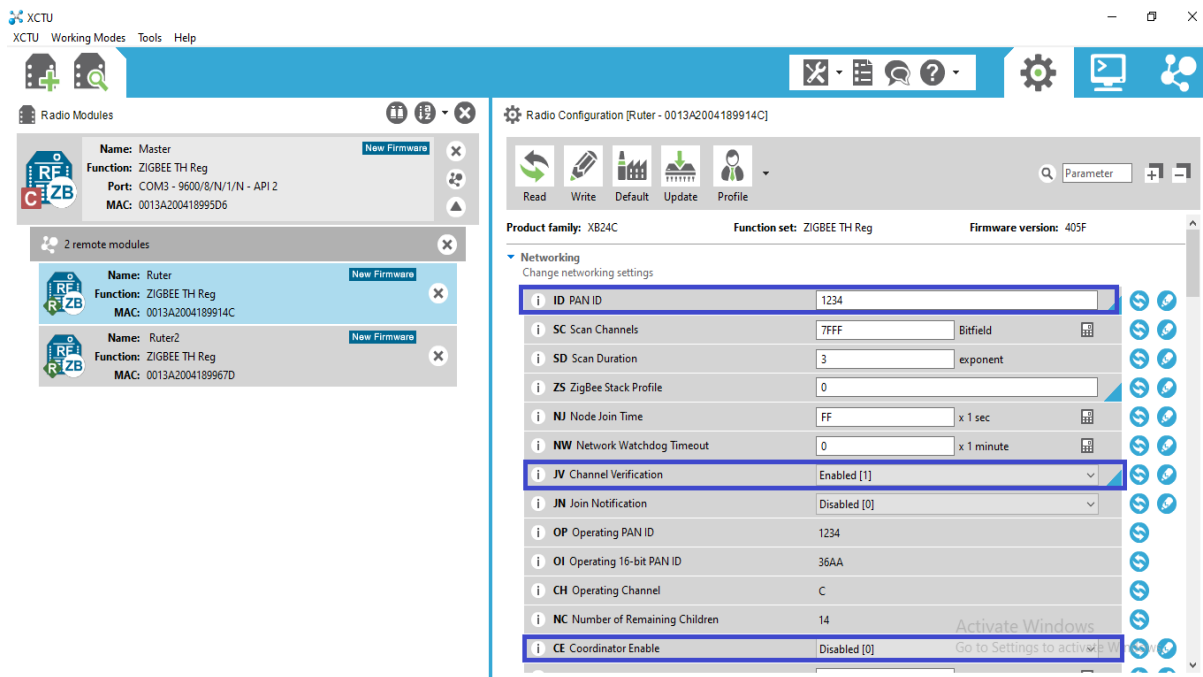 XCTU
XCTU Working Modes Tools Help
Radio Modules
Name: Master
New Firmware
Function: ZIGBEE TH Reg
Port: COM3 - 9600/8/N/1/N - API 2
MAC: 0013A200418995D6
2 remote modules
Name: Ruter
New Firmware
Function: ZIGBEE TH Reg
MAC: 0013A2004189914C
Name: Ruter2
New Firmware
Function: ZIGBEE TH Reg
MAC: 0013A2004189967D
RF
C ZB
RF
R ZB
RF
R ZB
Radio Configuration [Ruter - 0013A2004189914C]
Read Write Default Update Profile
Parameter
Product family: XB24C Function set: ZIGBEE TH Reg Firmware version: 405F
Networking
Change networking settings
i ID PAN ID 1234
i SC Scan Channels 7FFF Bitfield
i SD Scan Duration 3 exponent
i ZS ZigBee Stack Profile 0
i NJ Node Join Time FF x 1 sec
i NW Network Watchdog Timeout 0 x 1 minute
i JV Channel Verification Enabled [1]
i JN Join Notification Disabled [0]
i OP Operating PAN ID 1234
i OI Operating 16-bit PAN ID 36AA
i CH Operating Channel C
i NC Number of Remaining Children 14
Activate Windows
i CE Coordinator Enable Disabled [0]
Go to Settings to activate Windows.